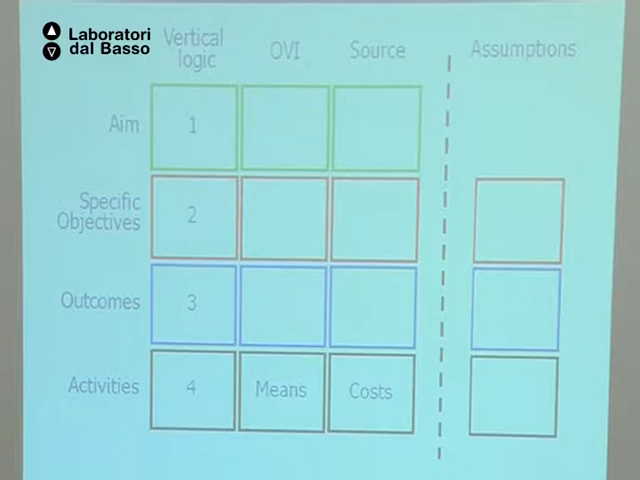 Laboratori
dal Basso
Vertical
logic
OVI
Source
Assumptions
Aim
1
Specific
Objectives
2
Outcomes
3
Activities
4
Means
Costs